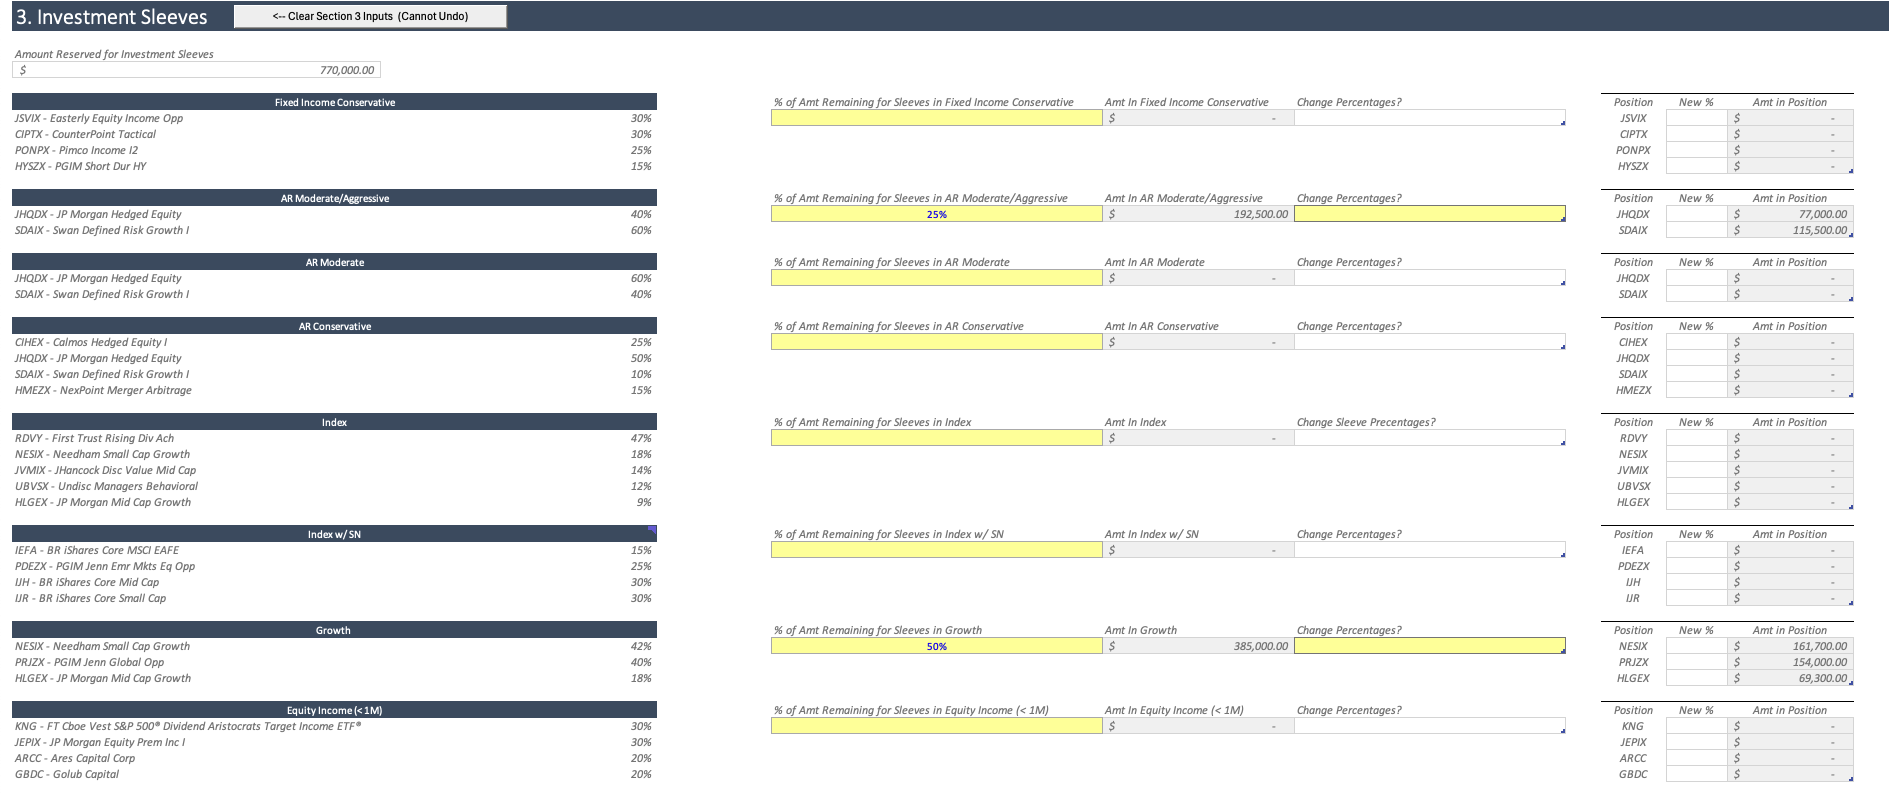 3. Investment Sleeves <-- Clear Section 3 Inputs (Cannot Undo)
Amount Reserved for Investment Sleeves
$ 770,000.00
Fixed Income Conservative % of Amt Remaining for Sleeves in Fixed Income Conservative Amt In Fixed Income Conservative Change Percentages? Position New % Amt in Position
JSVIX - Easterly Equity Income Opp 30% $ - JSVIX $ -
CIPTX - CounterPoint Tactical 30% CIPTX $ -
PONPX - Pimco Income I2 25% PONPX $ -
HYSZX - PGIM Short Dur HY 15% HYSZX $ -
AR Moderate/Aggressive % of Amt Remaining for Sleeves in AR Moderate/Aggressive Amt In AR Moderate/Aggressive Change Percentages? Position New % Amt in Position
JHQDX - JP Morgan Hedged Equity 40% 25% $ 192,500.00 JHQDX $ 77,000.00
SDAIX - Swan Defined Risk Growth I 60% SDAIX $ 115,500.00
AR Moderate % of Amt Remaining for Sleeves in AR Moderate Amt In AR Moderate Change Percentages? Position New % Amt in Position
JHQDX - JP Morgan Hedged Equity 60% $ - JHQDX $ -
SDAIX - Swan Defined Risk Growth I 40% SDAIX $ -
AR Conservative % of Amt Remaining for Sleeves in AR Conservative Amt In AR Conservative Change Percentages? Position New % Amt in Position
CIHEX - Calmos Hedged Equity I 25% $ - CIHEX $ -
JHQDX - JP Morgan Hedged Equity 50% JHQDX $ -
SDAIX - Swan Defined Risk Growth I 10% SDAIX $ -
HMEZX - NexPoint Merger Arbitrage 15% HMEZX $ -
Index % of Amt Remaining for Sleeves in Index Amt In Index Change Sleeve Precentages? Position New % Amt in Position
RDVY - First Trust Rising Div Ach 47% $ - RDVY $ -
NESIX - Needham Small Cap Growth 18% NESIX $ -
JVMIX - JHancock Disc Value Mid Cap 14% JVMIX $ -
UBVSX - Undisc Managers Behavioral 12% UBVSX $ -
HLGEX - JP Morgan Mid Cap Growth 9% HLGEX $ -
Index w/ SN % of Amt Remaining for Sleeves in Index w/ SN Amt In Index w/ SN Change Percentages? Position New % Amt in Position
IEFA - BR iShares Core MSCI EAFE 15% $ - IEFA $ -
PDEZX - PGIM Jenn Emr Mkts Eq Opp 25% PDEZX $ -
IJH - BR iShares Core Mid Cap 30% IJH $ -
IJR - BR iShares Core Small Cap 30% IJR $ -
Growth % of Amt Remaining for Sleeves in Growth Amt In Growth Change Percentages? Position New % Amt in Position
NESIX - Needham Small Cap Growth 42% 50% $ 385,000.00 NESIX $ 161,700.00
PRJZX - PGIM Jenn Global Opp 40% PRJZX $ 154,000.00
HLGEX - JP Morgan Mid Cap Growth 18% HLGEX $ 69,300.00
Equity Income (< 1M) % of Amt Remaining for Sleeves in Equity Income (< 1M) Amt In Equity Income (< 1M) Change Percentages? Position New % Amt in Position
KNG - FT Cboe Vest S&P 500® Dividend Aristocrats Target Income ETF® 30% $ - KNG $ -
JEPIX - JP Morgan Equity Prem Inc I 30% JEPIX $ -
ARCC - Ares Capital Corp 20% ARCC $ -
GBDC - Golub Capital 20% GBDC $ -